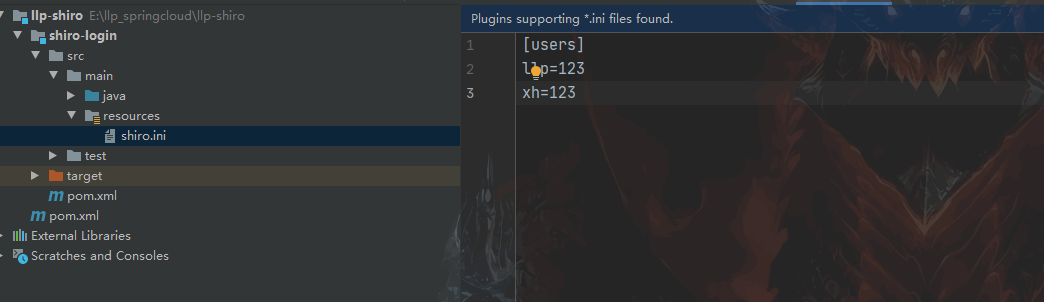 llp-shiro E:\llp_springcloud\llp-shiro
shiro-login
src
main
java
resources
shiro.ini
test
target
m pom.xml
m pom.xml
External Libraries
Scratches and Consoles
Plugins supporting *.ini files found.
1 [users]
2 llp=123
3 xh=123